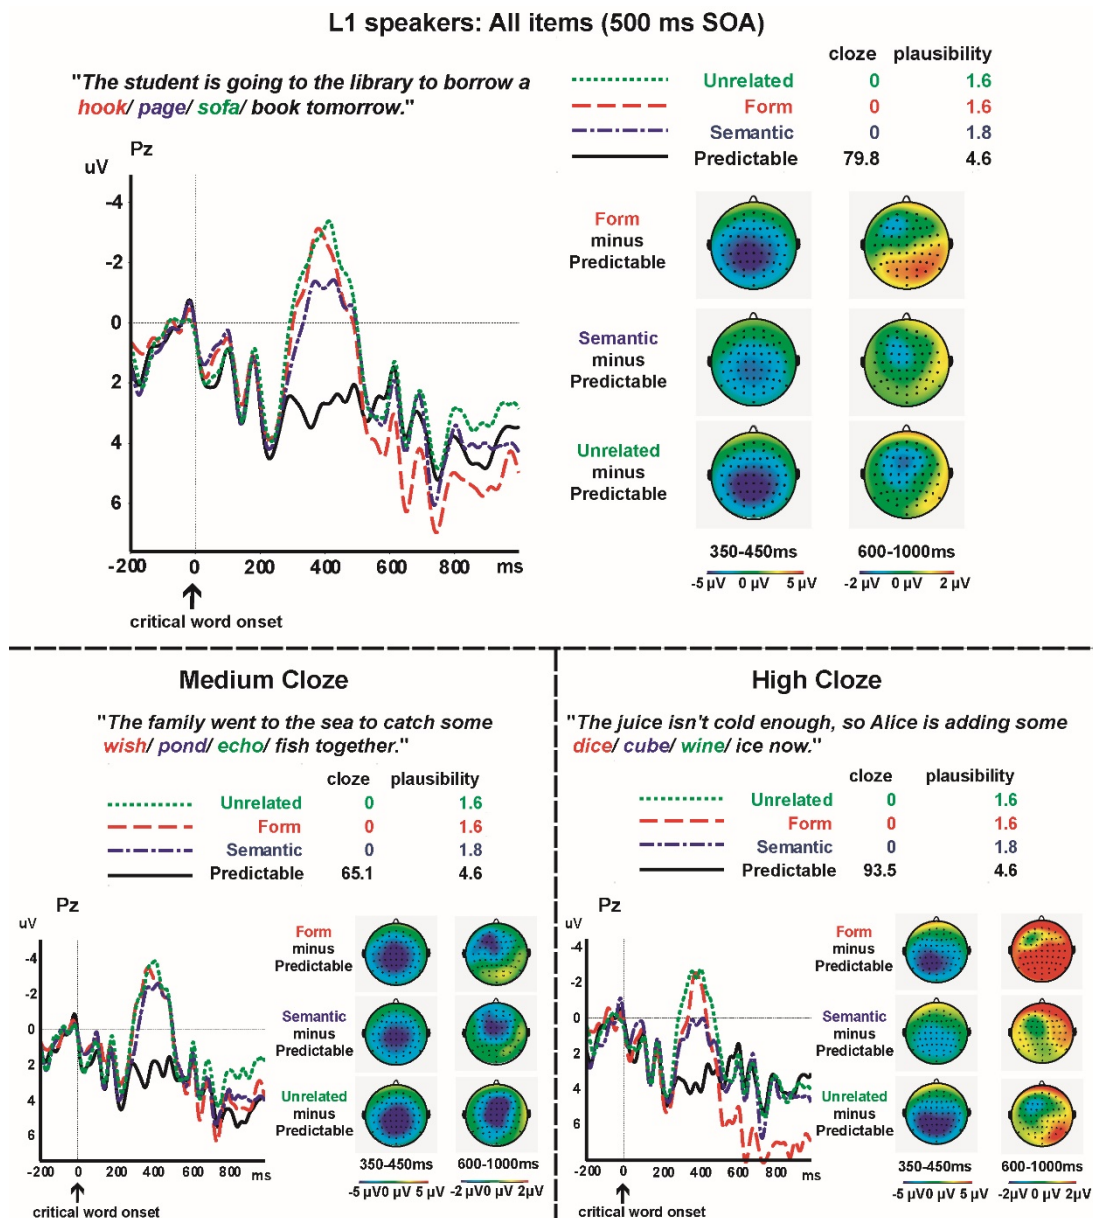 L1 speakers: All items (500 ms SOA)
"The student is going to the library to borrow a
hook/ page/ sofa/ book tomorrow."
cloze plausibility
Unrelated 0 1.6
Form 0 1.6
Semantic 0 1.8
Predictable 79.8 4.6
Pz
uV
-4
-2
0
2
4
6
-200 0 200 400 600 800 ms
critical word onset
Form
minus
Predictable
Semantic
minus
Predictable
Unrelated
minus
Predictable
350-450ms 600-1000ms
-5 µV 0 µV 5 µV -2 µV 0 µV 2 µV
Medium Cloze
"The family went to the sea to catch some
wish/ pond/ echo/ fish together."
cloze plausibility
Unrelated 0 1.6
Form 0 1.6
Semantic 0 1.8
Predictable 65.1 4.6
Pz
uV
-4
-2
0
2
4
6
-200 0 200 400 600 800 ms
critical word onset
Form
minus
Predictable
Semantic
minus
Predictable
Unrelated
minus
Predictable
350-450ms 600-1000ms
-5 µV 0 µV 5 µV -2 µV 0 µV 2µV
High Cloze
"The juice isn't cold enough, so Alice is adding some
dice/ cube/ wine/ ice now."
cloze plausibility
Unrelated 0 1.6
Form 0 1.6
Semantic 0 1.8
Predictable 93.5 4.6
Pz
uV
-4
-2
0
2
4
6
-200 0 200 400 600 800 ms
critical word onset
Form
minus
Predictable
Semantic
minus
Predictable
Unrelated
minus
Predictable
350-450ms 600-1000ms
-5 µV 0 µV 5 µV -2µV 0 µV 2µV